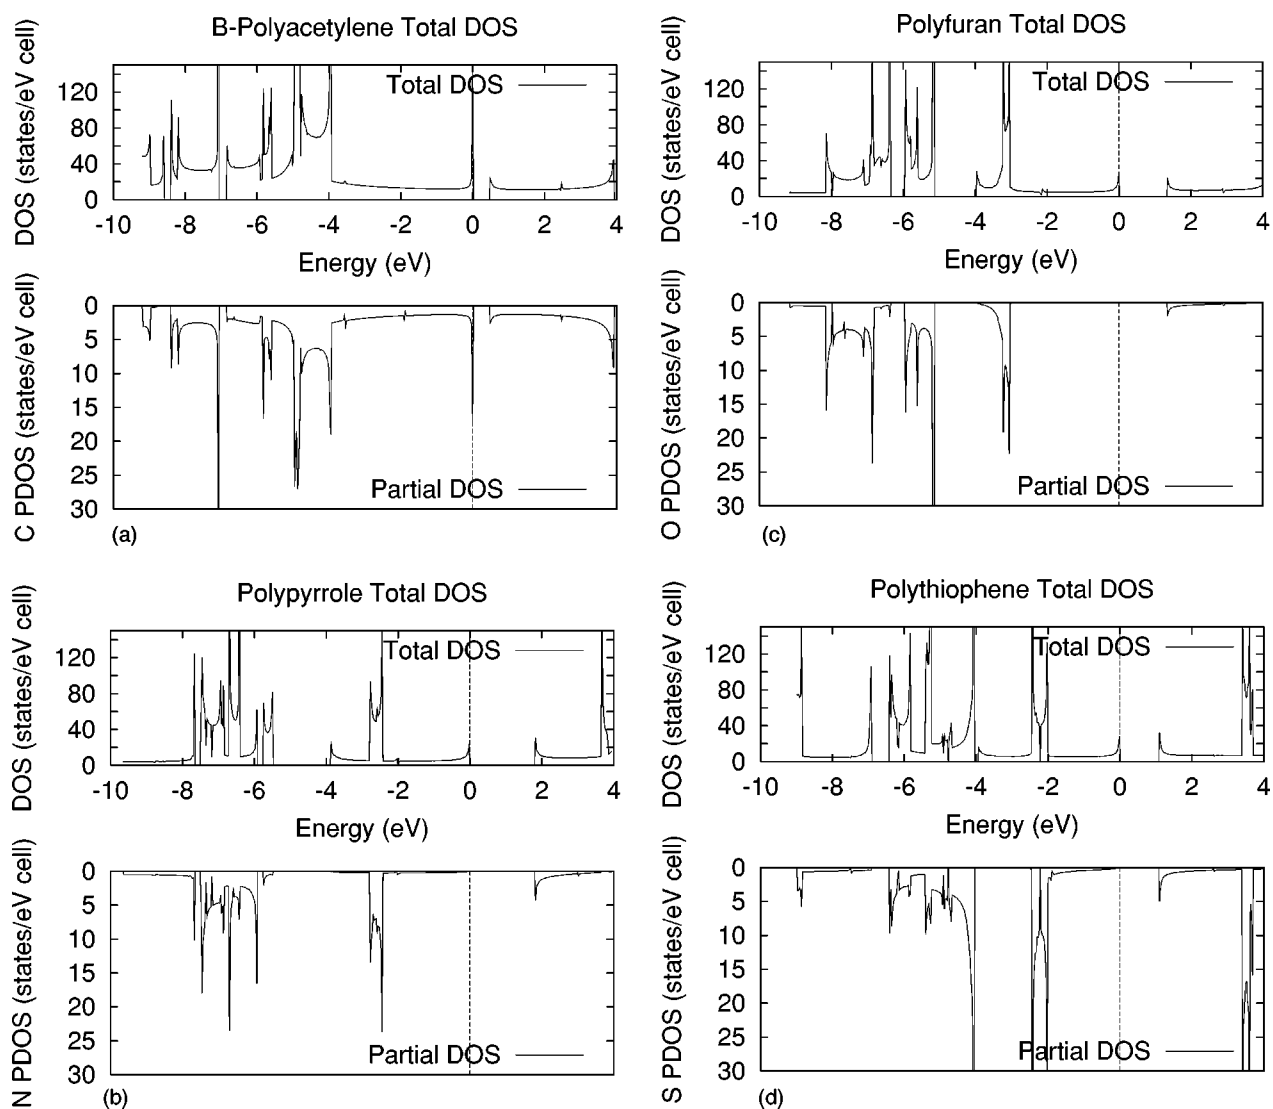 B-Polyacetylene Total DOS
DOS (states/eV cell)
120
80
40
0
Total DOS
-10 -8 -6 -4 -2 0 2 4
Energy (eV)
C PDOS (states/eV cell)
0
5
10
15
20
25
30
Partial DOS
(a)
Polyfuran Total DOS
DOS (states/eV cell)
120
80
40
0
Total DOS
-10 -8 -6 -4 -2 0 2 4
Energy (eV)
O PDOS (states/eV cell)
0
5
10
15
20
25
30
Partial DOS
(c)
Polypyrrole Total DOS
DOS (states/eV cell)
120
80
40
0
Total DOS
-10 -8 -6 -4 -2 0 2 4
Energy (eV)
N PDOS (states/eV cell)
0
5
10
15
20
25
30
Partial DOS
(b)
Polythiophene Total DOS
DOS (states/eV cell)
120
80
40
0
Total DOS
-10 -8 -6 -4 -2 0 2 4
Energy (eV)
S PDOS (states/eV cell)
0
5
10
15
20
25
30
Partial DOS
(d)